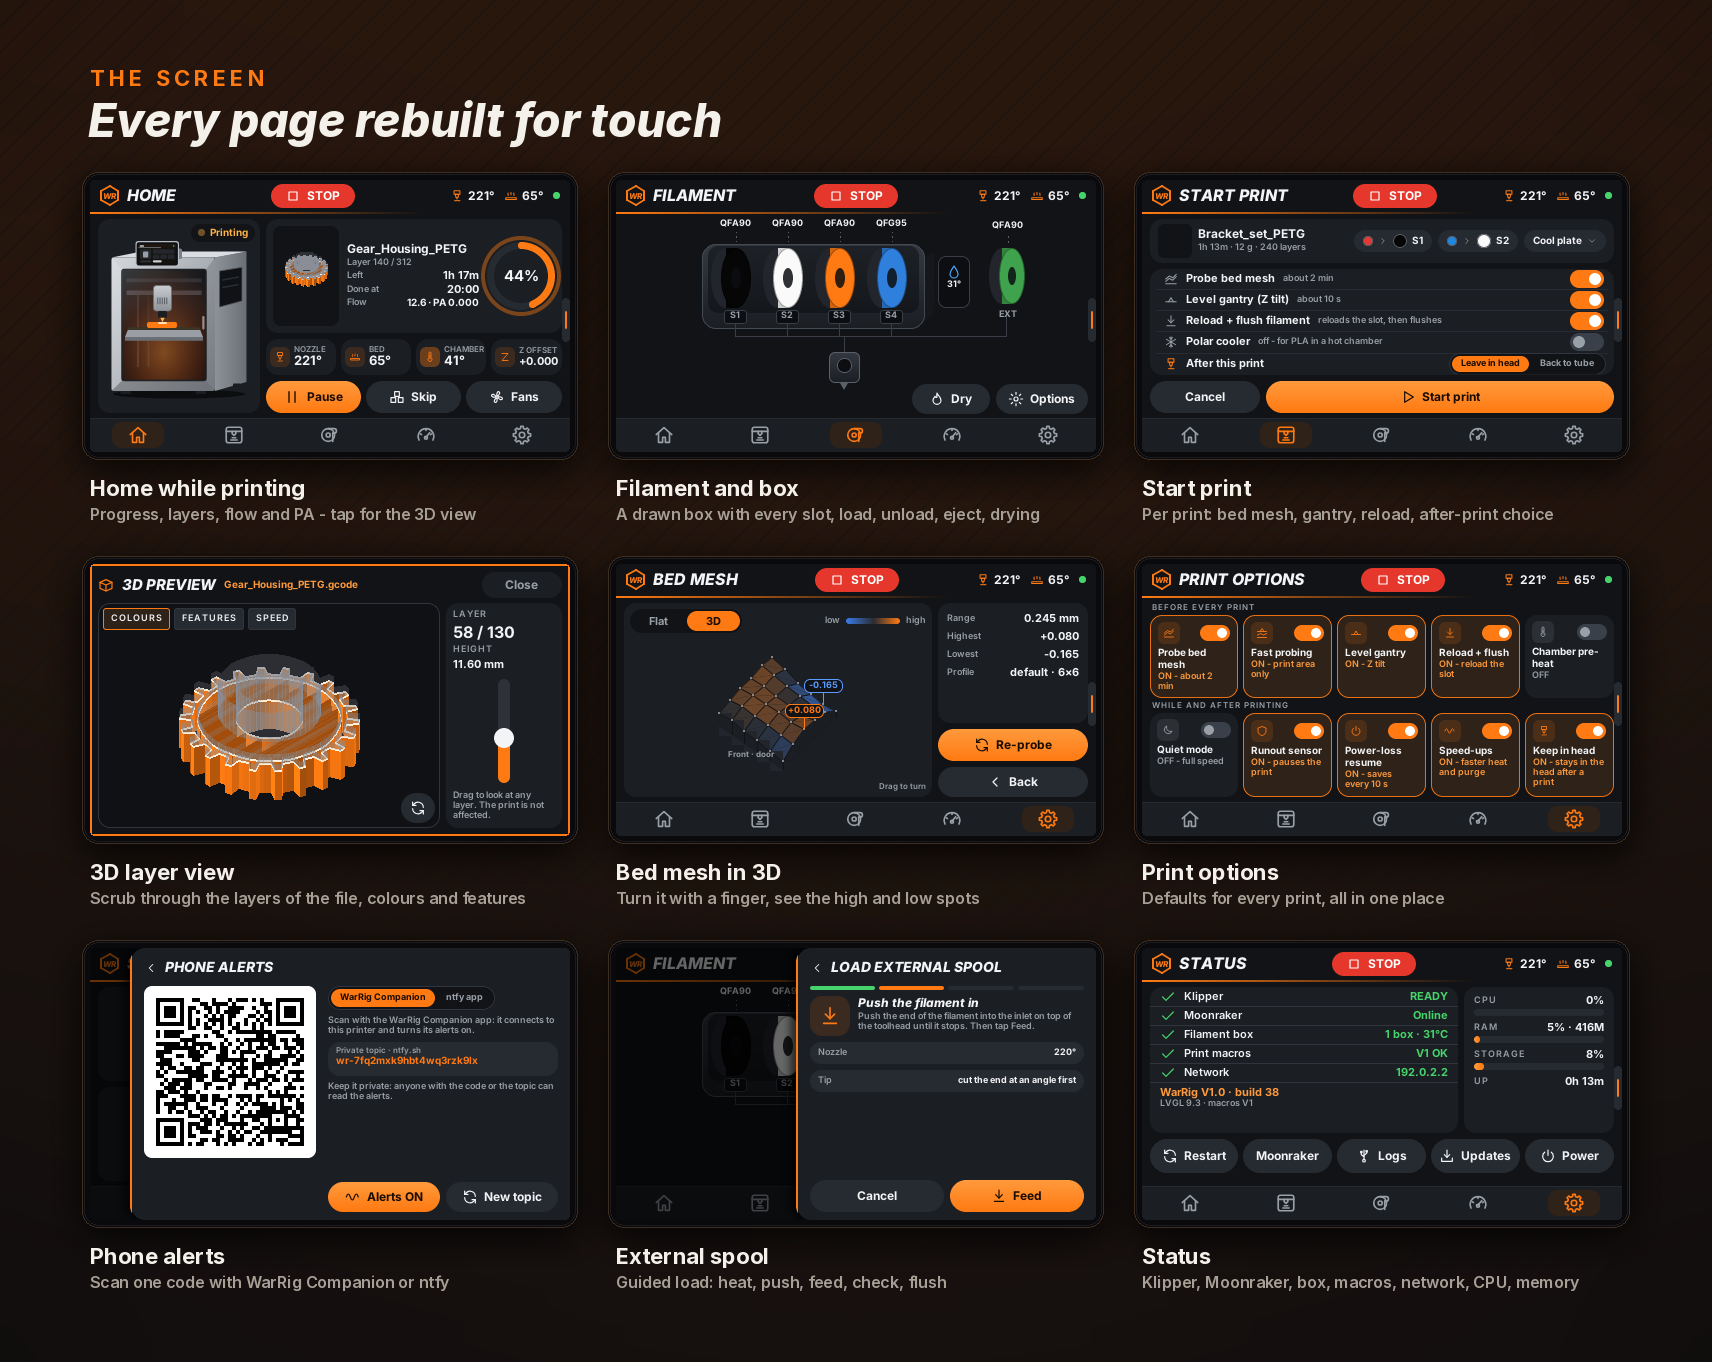 THE SCREEN
Every page rebuilt for touch
WR HOME
STOP
221° 65°
Printing
Gear_Housing_PETG
Layer 140 / 312
Left 1h 17m
Done at 20:00
Flow 12.6 · PA 0.000
44%
NOZZLE 221°
BED 65°
CHAMBER 41°
Z OFFSET +0.000
Pause
Skip
Fans
Home while printing
Progress, layers, flow and PA - tap for the 3D view
WR FILAMENT
STOP
221° 65°
QFA90 QFA90 QFA90 QFG95 QFA90
31°
S1 S2 S3 S4 EXT
Dry
Options
Filament and box
A drawn box with every slot, load, unload, eject, drying
WR START PRINT
STOP
221° 65°
Bracket_set_PETG
1h 13m · 12 g · 240 layers
S1 S2 Cool plate
Probe bed mesh about 2 min
Level gantry (Z tilt) about 10 s
Reload + flush filament reloads the slot, then flushes
Polar cooler off - for PLA in a hot chamber
After this print Leave in head Back to tube
Cancel
Start print
Start print
Per print: bed mesh, gantry, reload, after-print choice
3D PREVIEW Gear_Housing_PETG.gcode
Close
COLOURS FEATURES SPEED
LAYER
58 / 130
HEIGHT
11.60 mm
Drag to look at any
layer. The print is not
affected.
3D layer view
Scrub through the layers of the file, colours and features
WR BED MESH
STOP
221° 65°
Flat 3D
low high
-0.165
+0.080
Front · door
Drag to turn
Range 0.245 mm
Highest +0.080
Lowest -0.165
Profile default · 6×6
Re-probe
Back
Bed mesh in 3D
Turn it with a finger, see the high and low spots
WR PRINT OPTIONS
STOP
221° 65°
BEFORE EVERY PRINT
Probe bed
mesh
ON - about 2
min
Fast probing
ON - print area
only
Level gantry
ON - Z tilt
Reload + flush
ON - reload the
slot
Chamber pre-
heat
OFF
WHILE AND AFTER PRINTING
Quiet mode
OFF - full speed
Runout sensor
ON - pauses the
print
Power-loss
resume
ON - saves
every 10 s
Speed-ups
ON - faster heat
and purge
Keep in head
ON - stays in the
head after a
print
Print options
Defaults for every print, all in one place
WR
PHONE ALERTS
WarRig Companion ntfy app
Scan with the WarRig Companion app: it connects to
this printer and turns its alerts on.
Private topic · ntfy.sh
wr-7fq2mxk9hbt4wq3rzk9lx
Keep it private: anyone with the code or the topic can
read the alerts.
Alerts ON
New topic
Phone alerts
Scan one code with WarRig Companion or ntfy
WR FILAMENT
QFA90 QFA9
S1 S2
LOAD EXTERNAL SPOOL
Push the filament in
Push the end of the filament into the inlet on top of
the toolhead until it stops. Then tap Feed.
Nozzle 220°
Tip cut the end at an angle first
Cancel
Feed
External spool
Guided load: heat, push, feed, check, flush
WR STATUS
STOP
221° 65°
Klipper READY
Moonraker Online
Filament box 1 box · 31°C
Print macros V1 OK
Network 192.0.2.2
WarRig V1.0 · build 38
LVGL 9.3 · macros V1
CPU 0%
RAM 5% · 416M
STORAGE 8%
UP 0h 13m
Restart
Moonraker
Logs
Updates
Power
Status
Klipper, Moonraker, box, macros, network, CPU, memory